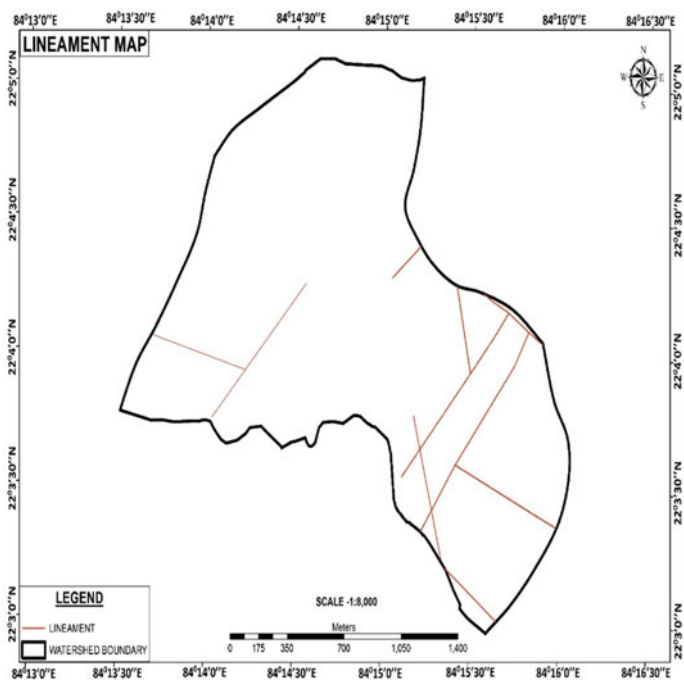 84°13'0"E 84°13'30"E 84°14'0"E 84°14'30"E 84°15'0"E 84°15'30"E 84°16'0"E 84°16'30"E
LINEAMENT MAP
N
W E
S
22°5'0"N 22°5'0"N
22°4'30"N 22°4'30"N
22°4'0"N 22°4'0"N
22°3'30"N 22°3'30"N
22°3'0"N 22°3'0"N
LEGEND
LINEAMENT
WATERSHED BOUNDARY
SCALE -1:8,000
Meters
0 175 350 700 1,050 1,400
84°13'0"E 84°13'30"E 84°14'0"E 84°14'30"E 84°15'0"E 84°15'30"E 84°16'0"E 84°16'30"E